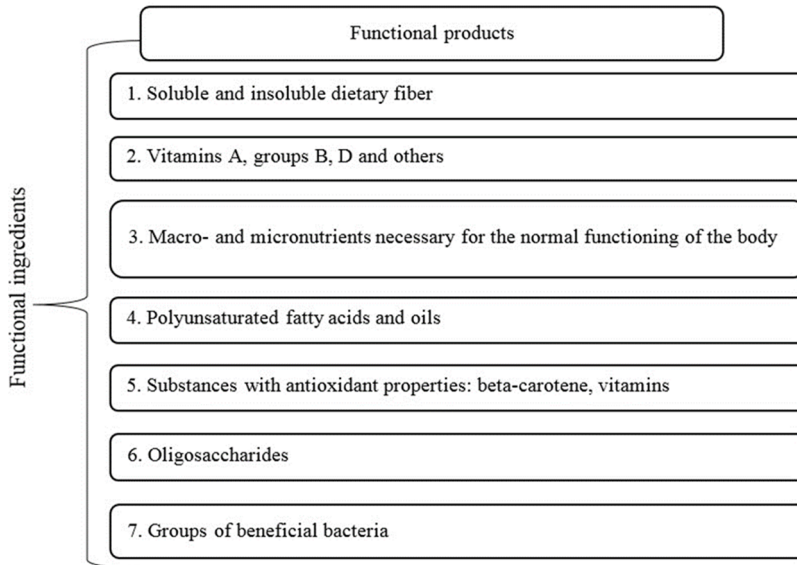 Functional products
Functional ingredients
1. Soluble and insoluble dietary fiber
2. Vitamins A, groups B, D and others
3. Macro- and micronutrients necessary for the normal functioning of the body
4. Polyunsaturated fatty acids and oils
5. Substances with antioxidant properties: beta-carotene, vitamins
6. Oligosaccharides
7. Groups of beneficial bacteria